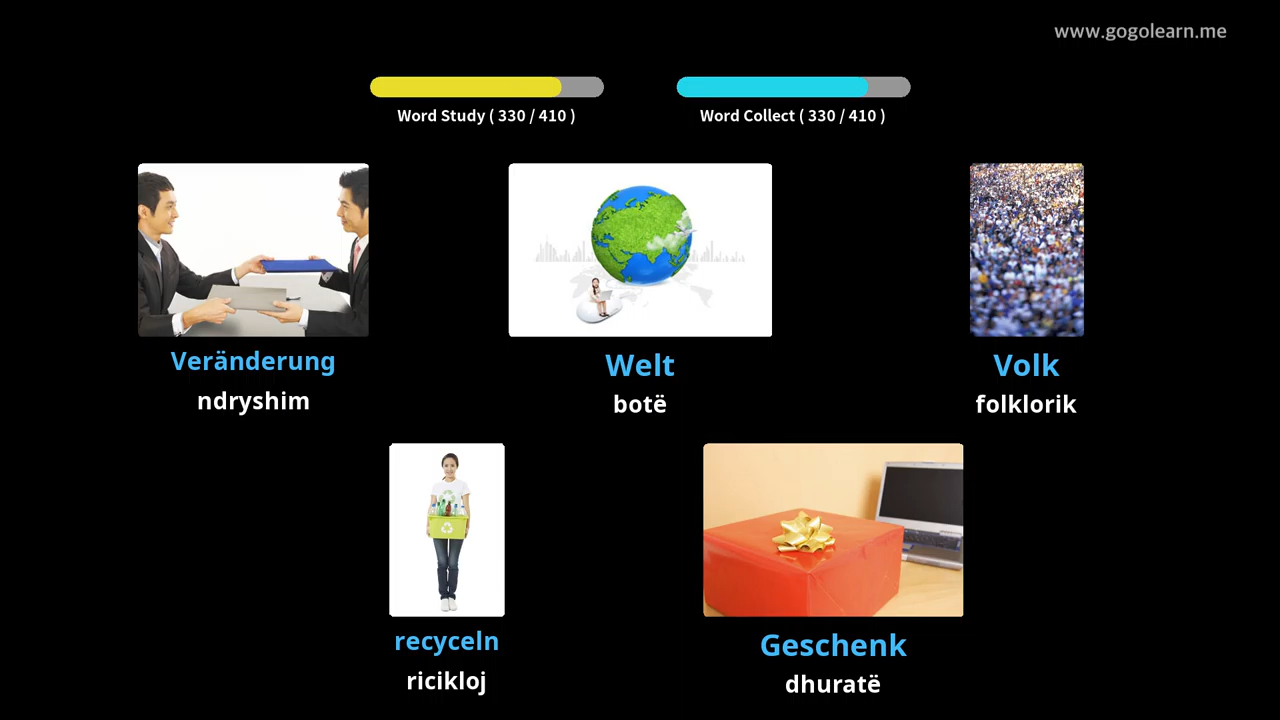 www.gogolearn.me
Word Study ( 330 / 410 )
Word Collect ( 330 / 410 )
Veränderung
ndryshim
Welt
botë
Volk
folklorik
recyceln
ricikloj
Geschenk
dhuratë